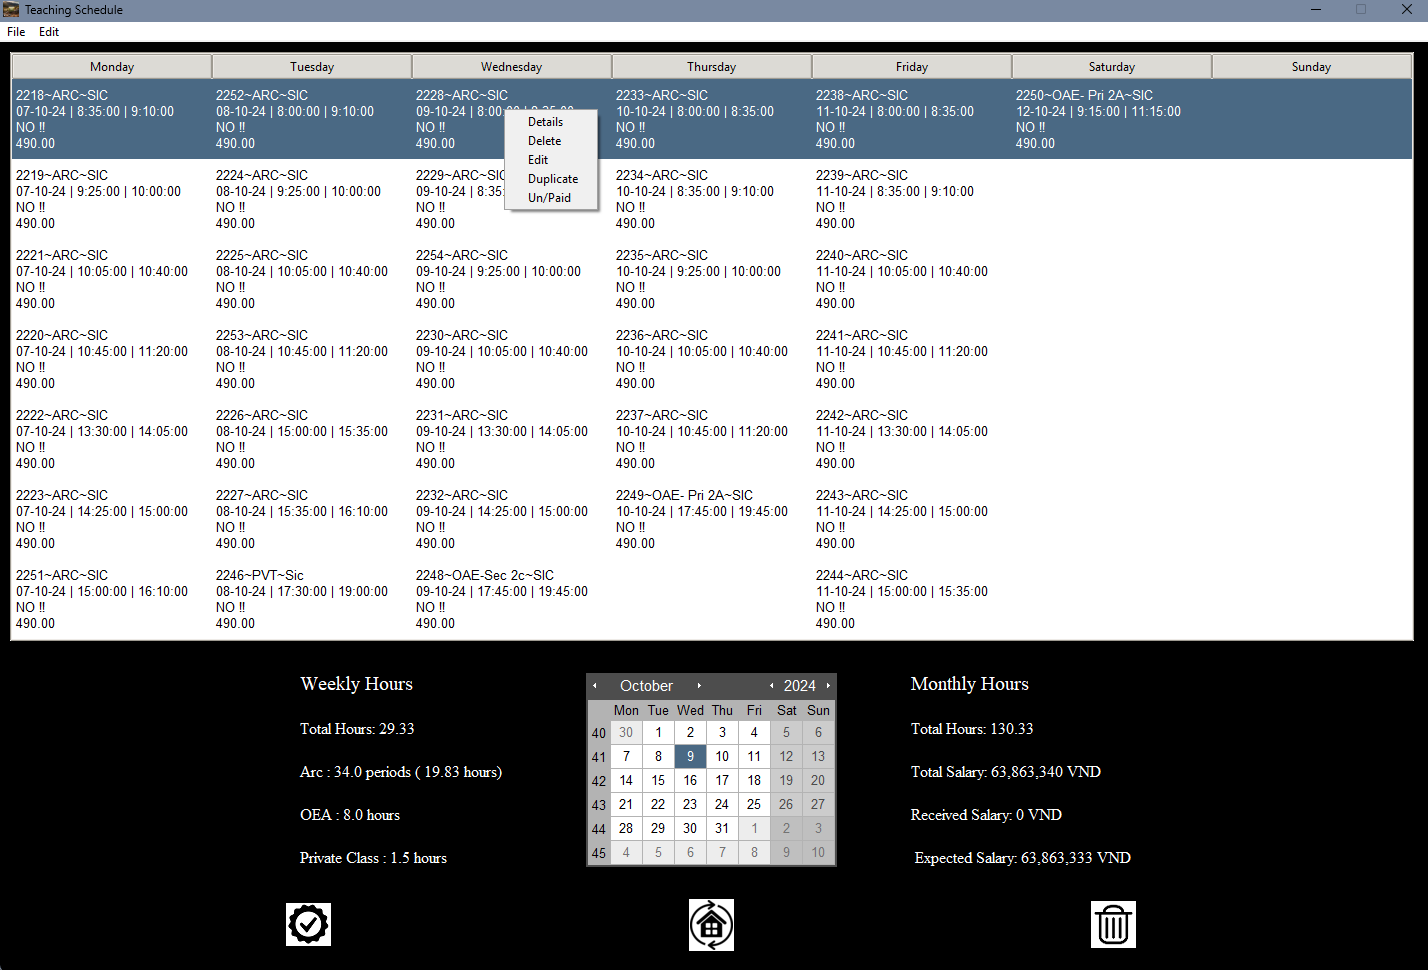 Teaching Schedule
File Edit
Monday Tuesday Wednesday Thursday Friday Saturday Sunday
2218~ARC~SIC 2252~ARC~SIC 2228~ARC~SIC 2233~ARC~SIC 2238~ARC~SIC 2250~OAE- Pri 2A~SIC
07-10-24 | 8:35:00 | 9:10:00 08-10-24 | 8:00:00 | 9:10:00 09-10-24 | 8:00:00 | 8:35:00 10-10-24 | 8:00:00 | 8:35:00 11-10-24 | 8:00:00 | 8:35:00 12-10-24 | 9:15:00 | 11:15:00
NO !! NO !! NO !! NO !! NO !! NO !!
490.00 490.00 490.00 490.00 490.00 490.00
Details
Delete
Edit
Duplicate
Un/Paid
2219~ARC~SIC 2224~ARC~SIC 2229~ARC~SIC 2234~ARC~SIC 2239~ARC~SIC
07-10-24 | 9:25:00 | 10:00:00 08-10-24 | 9:25:00 | 10:00:00 09-10-24 | 8:35: 10-10-24 | 8:35:00 | 9:10:00 11-10-24 | 8:35:00 | 9:10:00
NO !! NO !! NO !! NO !! NO !!
490.00 490.00 490.00 490.00 490.00
2221~ARC~SIC 2225~ARC~SIC 2254~ARC~SIC 2235~ARC~SIC 2240~ARC~SIC
07-10-24 | 10:05:00 | 10:40:00 08-10-24 | 10:05:00 | 10:40:00 09-10-24 | 9:25:00 | 10:00:00 10-10-24 | 9:25:00 | 10:00:00 11-10-24 | 10:05:00 | 10:40:00
NO !! NO !! NO !! NO !! NO !!
490.00 490.00 490.00 490.00 490.00
2220~ARC~SIC 2253~ARC~SIC 2230~ARC~SIC 2236~ARC~SIC 2241~ARC~SIC
07-10-24 | 10:45:00 | 11:20:00 08-10-24 | 10:45:00 | 11:20:00 09-10-24 | 10:05:00 | 10:40:00 10-10-24 | 10:05:00 | 10:40:00 11-10-24 | 10:45:00 | 11:20:00
NO !! NO !! NO !! NO !! NO !!
490.00 490.00 490.00 490.00 490.00
2222~ARC~SIC 2226~ARC~SIC 2231~ARC~SIC 2237~ARC~SIC 2242~ARC~SIC
07-10-24 | 13:30:00 | 14:05:00 08-10-24 | 15:00:00 | 15:35:00 09-10-24 | 13:30:00 | 14:05:00 10-10-24 | 10:45:00 | 11:20:00 11-10-24 | 13:30:00 | 14:05:00
NO !! NO !! NO !! NO !! NO !!
490.00 490.00 490.00 490.00 490.00
2223~ARC~SIC 2227~ARC~SIC 2232~ARC~SIC 2249~OAE- Pri 2A~SIC 2243~ARC~SIC
07-10-24 | 14:25:00 | 15:00:00 08-10-24 | 15:35:00 | 16:10:00 09-10-24 | 14:25:00 | 15:00:00 10-10-24 | 17:45:00 | 19:45:00 11-10-24 | 14:25:00 | 15:00:00
NO !! NO !! NO !! NO !! NO !!
490.00 490.00 490.00 490.00 490.00
2251~ARC~SIC 2246~PVT~Sic 2248~OAE-Sec 2c~SIC 2244~ARC~SIC
07-10-24 | 15:00:00 | 16:10:00 08-10-24 | 17:30:00 | 19:00:00 09-10-24 | 17:45:00 | 19:45:00 11-10-24 | 15:00:00 | 15:35:00
NO !! NO !! NO !! NO !!
490.00 490.00 490.00 490.00
Weekly Hours
Total Hours: 29.33
Arc : 34.0 periods ( 19.83 hours)
OEA : 8.0 hours
Private Class : 1.5 hours
October 2024
Mon Tue Wed Thu Fri Sat Sun
40 30 1 2 3 4 5 6
41 7 8 9 10 11 12 13
42 14 15 16 17 18 19 20
43 21 22 23 24 25 26 27
44 28 29 30 31 1 2 3
45 4 5 6 7 8 9 10
Monthly Hours
Total Hours: 130.33
Total Salary: 63,863,340 VND
Received Salary: 0 VND
Expected Salary: 63,863,333 VND